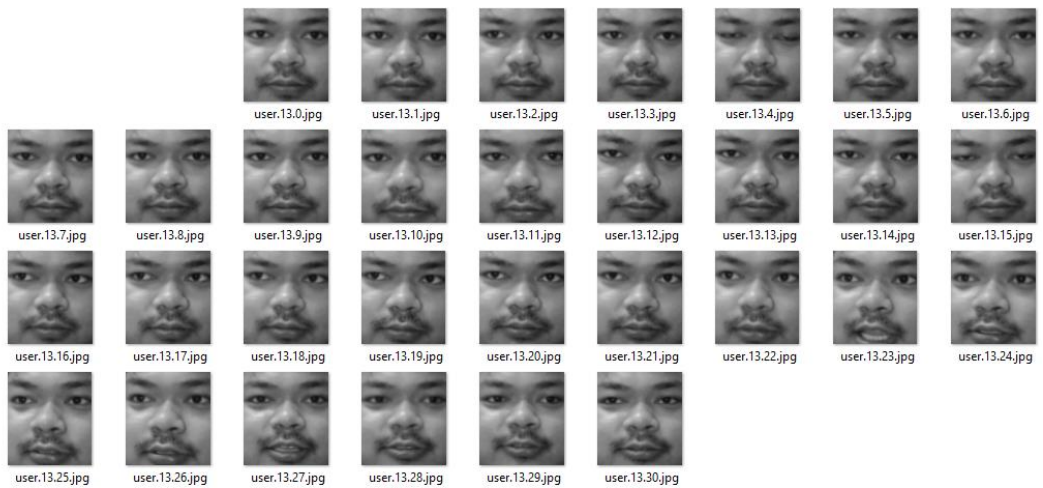 user.13.0.jpg user.13.1.jpg user.13.2.jpg user.13.3.jpg user.13.4.jpg user.13.5.jpg user.13.6.jpg
user.13.7.jpg user.13.8.jpg user.13.9.jpg user.13.10.jpg user.13.11.jpg user.13.12.jpg user.13.13.jpg user.13.14.jpg user.13.15.jpg
user.13.16.jpg user.13.17.jpg user.13.18.jpg user.13.19.jpg user.13.20.jpg user.13.21.jpg user.13.22.jpg user.13.23.jpg user.13.24.jpg
user.13.25.jpg user.13.26.jpg user.13.27.jpg user.13.28.jpg user.13.29.jpg user.13.30.jpg